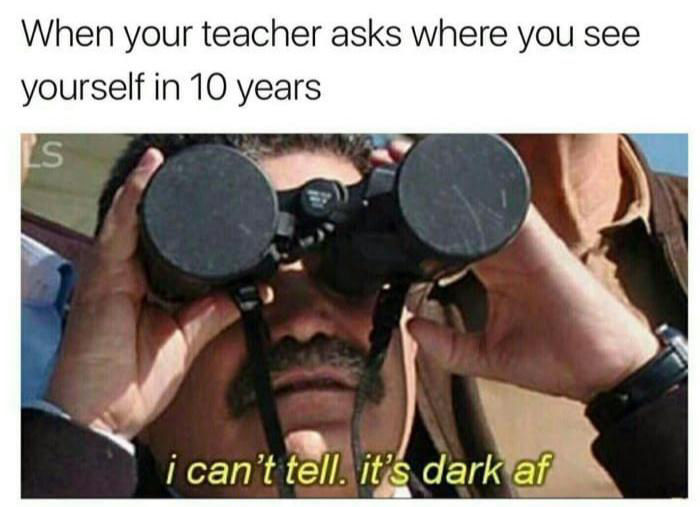 When your teacher asks where you see
yourself in 10 years
LS
i can't tell. it's dark af